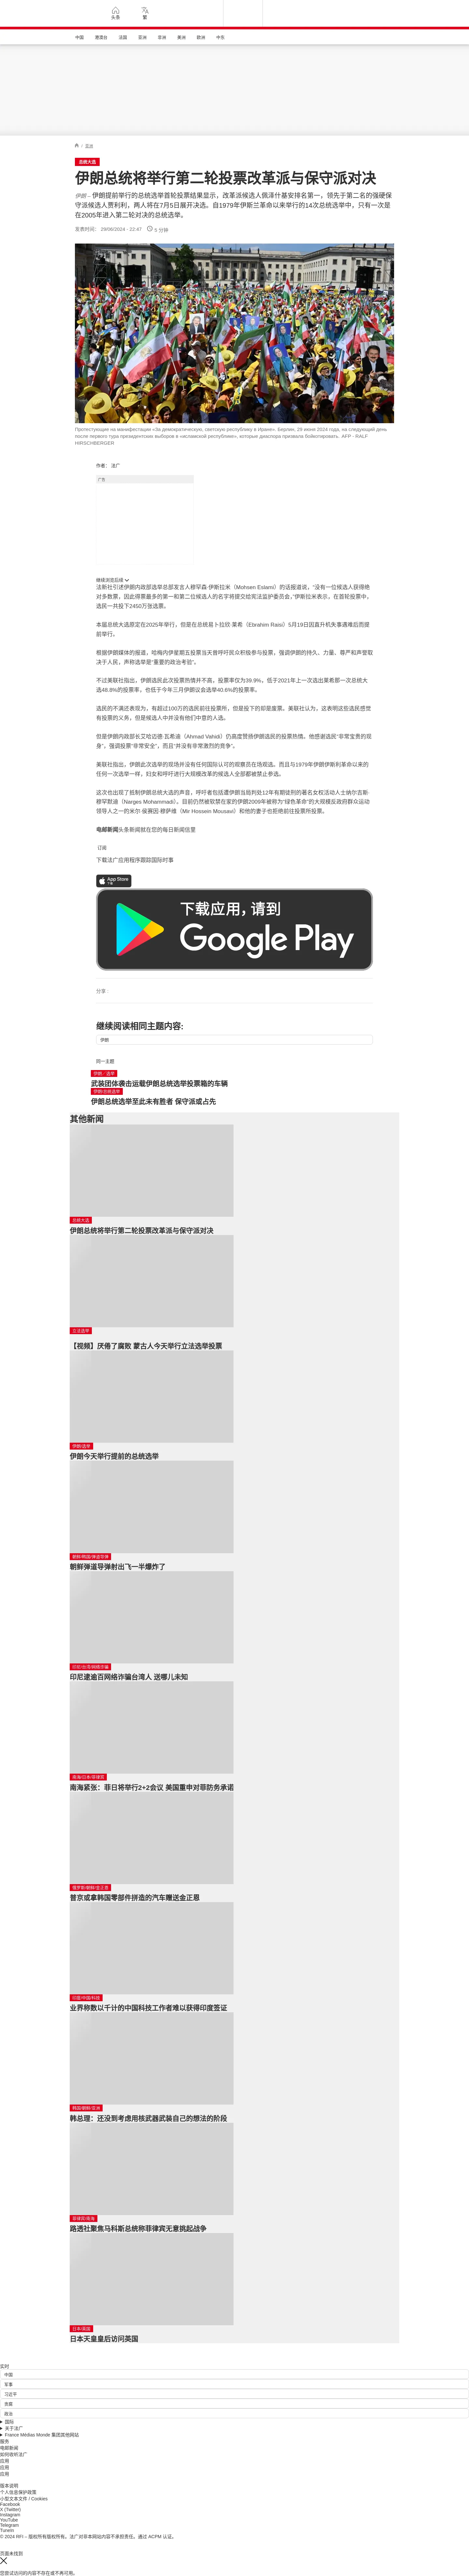 头条
繁
中国
港澳台
法国
亚洲
非洲
美洲
欧洲
中东
/ 亚洲
总统大选
伊朗总统将举行第二轮投票改革派与保守派对决
伊朗 – 伊朗提前举行的总统选举首轮投票结果显示，改革派候选人佩泽什基安排名第一，领先于第二名的强硬保
守派候选人贾利利，两人将在7月5日展开决选。自1979年伊斯兰革命以来举行的14次总统选举中，只有一次是
在2005年进入第二轮对决的总统选举。
发表时间： 29/06/2024 - 22:47
5 分钟
Протестующие на манифестации «За демократическую, светскую республику в Иране». Берлин, 29 июня 2024 года, на следующий день
после первого тура президентских выборов в «исламской республике», которые диаспора призвала бойкотировать. AFP - RALF
HIRSCHBERGER
作者： 法广
广告
继续浏览后续
法新社引述伊朗内政部选举总部发言人穆罕森·伊斯拉米（Mohsen Eslami）的话报道说，"没有一位候选人获得绝
对多数票，因此得票最多的第一和第二位候选人的名字将提交给宪法监护委员会,"伊斯拉米表示，在首轮投票中，
选民一共投下2450万张选票。
本届总统大选原定在2025年举行，但是在总统易卜拉欣·莱希（Ebrahim Raisi）5月19日因直升机失事遇难后而提
前举行。
根据伊朗媒体的报道，哈梅内伊星期五投票当天曾呼吁民众积极参与投票，强调伊朗的持久、力量、尊严和声誉取
决于人民，声称选举是"重要的政治考验"。
不过美联社指出，伊朗选民此次投票热情并不高，投票率仅为39.9%，低于2021年上一次选出莱希那一次总统大
选48.8%的投票率，也低于今年三月伊朗议会选举40.6%的投票率。
选民的不满还表现为，有超过100万的选民前往投票所，但是投下的却是废票。美联社认为，这表明这些选民感觉
有投票的义务，但是候选人中并没有他们中意的人选。
但是伊朗内政部长艾哈迈德·瓦希迪（Ahmad Vahidi）仍高度赞扬伊朗选民的投票热情。他感谢选民"非常宝贵的现
身"，强调投票"非常安全"，而且"并没有非常激烈的竞争"。
美联社指出，伊朗此次选举的现场并没有任何国际认可的观察员在场观选。而且与1979年伊朗伊斯利革命以来的
任何一次选举一样，妇女和呼吁进行大规模改革的候选人全部都被禁止参选。
这次也出现了抵制伊朗总统大选的声音，呼吁者包括遭伊朗当局判处12年有期徒刑的著名女权活动人士纳尔吉斯·
穆罕默迪（Narges Mohammadi）。目前仍然被软禁在家的伊朗2009年被称为"绿色革命"的大规模反政府群众运动
领导人之一的米尔·侯赛因·穆萨维（Mir Hossein Mousavi）和他的妻子也拒绝前往投票所投票。
电邮新闻头条新闻就在您的每日新闻信里
订阅
下载法广应用程序跟踪国际时事
App Store
下载应用，请到
Google Play
分享 :
继续阅读相同主题内容:
伊朗
同一主题
伊朗 · 选举
武装团体袭击运载伊朗总统选举投票箱的车辆
伊朗/总统选举
伊朗总统选举至此未有胜者 保守派或占先
其他新闻
总统大选
伊朗总统将举行第二轮投票改革派与保守派对决
立法选举
【视频】厌倦了腐败 蒙古人今天举行立法选举投票
伊朗/选举
伊朗今天举行提前的总统选举
朝鲜弹道导弹射出飞一半爆炸了
印尼逮逾百网络诈骗台湾人 送哪儿未知
南海紧张：菲日将举行2+2会议 美国重申对菲防务承诺
俄罗斯/朝鲜/金正恩
普京或拿韩国零部件拼造的汽车赠送金正恩
印度/中国/科技
业界称数以千计的中国科技工作者难以获得印度签证
韩国/朝鲜/亚洲
韩总理：还没到考虑用核武器武装自己的想法的阶段
菲律宾/南海
路透社聚焦马科斯总统称菲律宾无意挑起战争
日本/英国
日本天皇皇后访问英国
实时
中国
军事
习近平
亲属
政治
国际
关于法广
France Médias Monde 集团其他网站
服务
电邮新闻
如何收听法广
应用
应用
应用
版本说明
个人信息保护政策
小型文本文件 / Cookies
Facebook
X (Twitter)
Instagram
YouTube
Telegram
TuneIn
© 2024 RFI – 版权所有版权所有。法广对非本网站内容不承担责任。通过 ACPM 认证。
页面未找到
您尝试访问的内容不存在或不再可用。